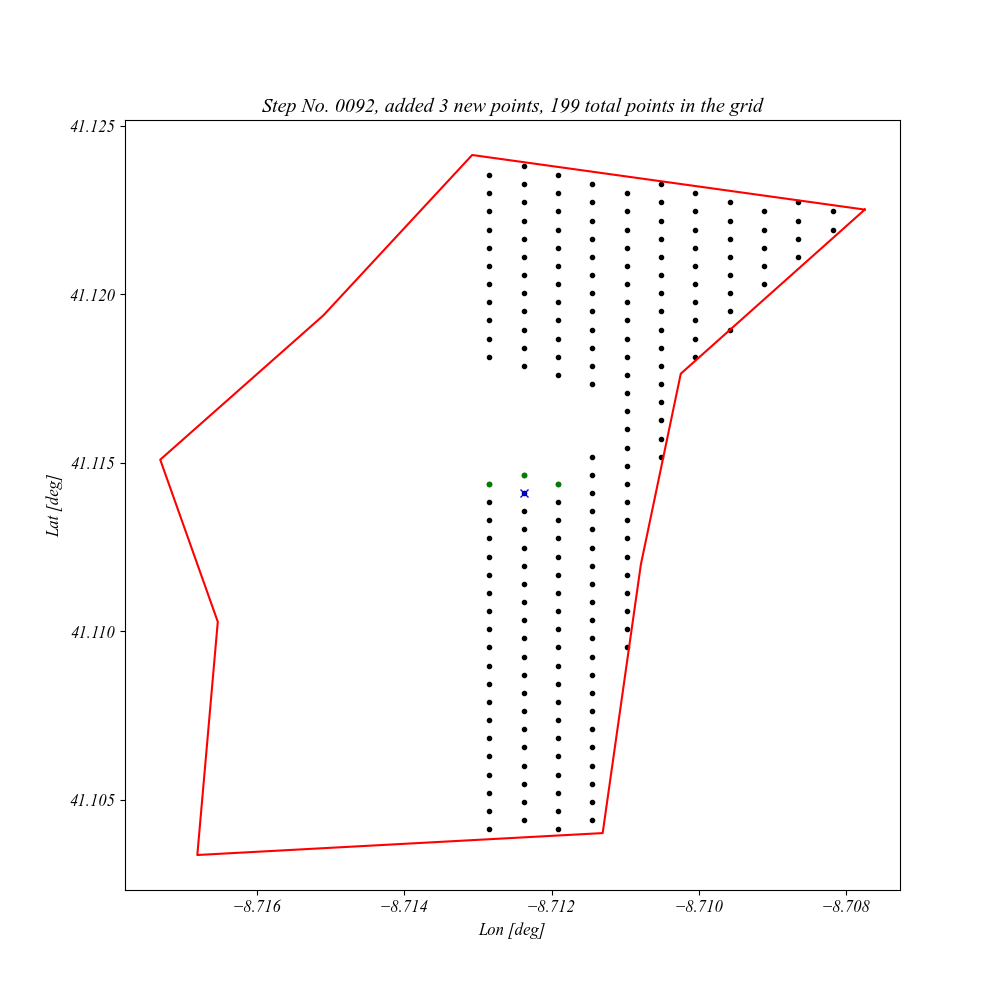 Step No. 0092, added 3 new points, 199 total points in the grid
41.125
41.120
41.115
41.110
41.105
Lat [deg]
−8.716 −8.714 −8.712 −8.710 −8.708
Lon [deg]